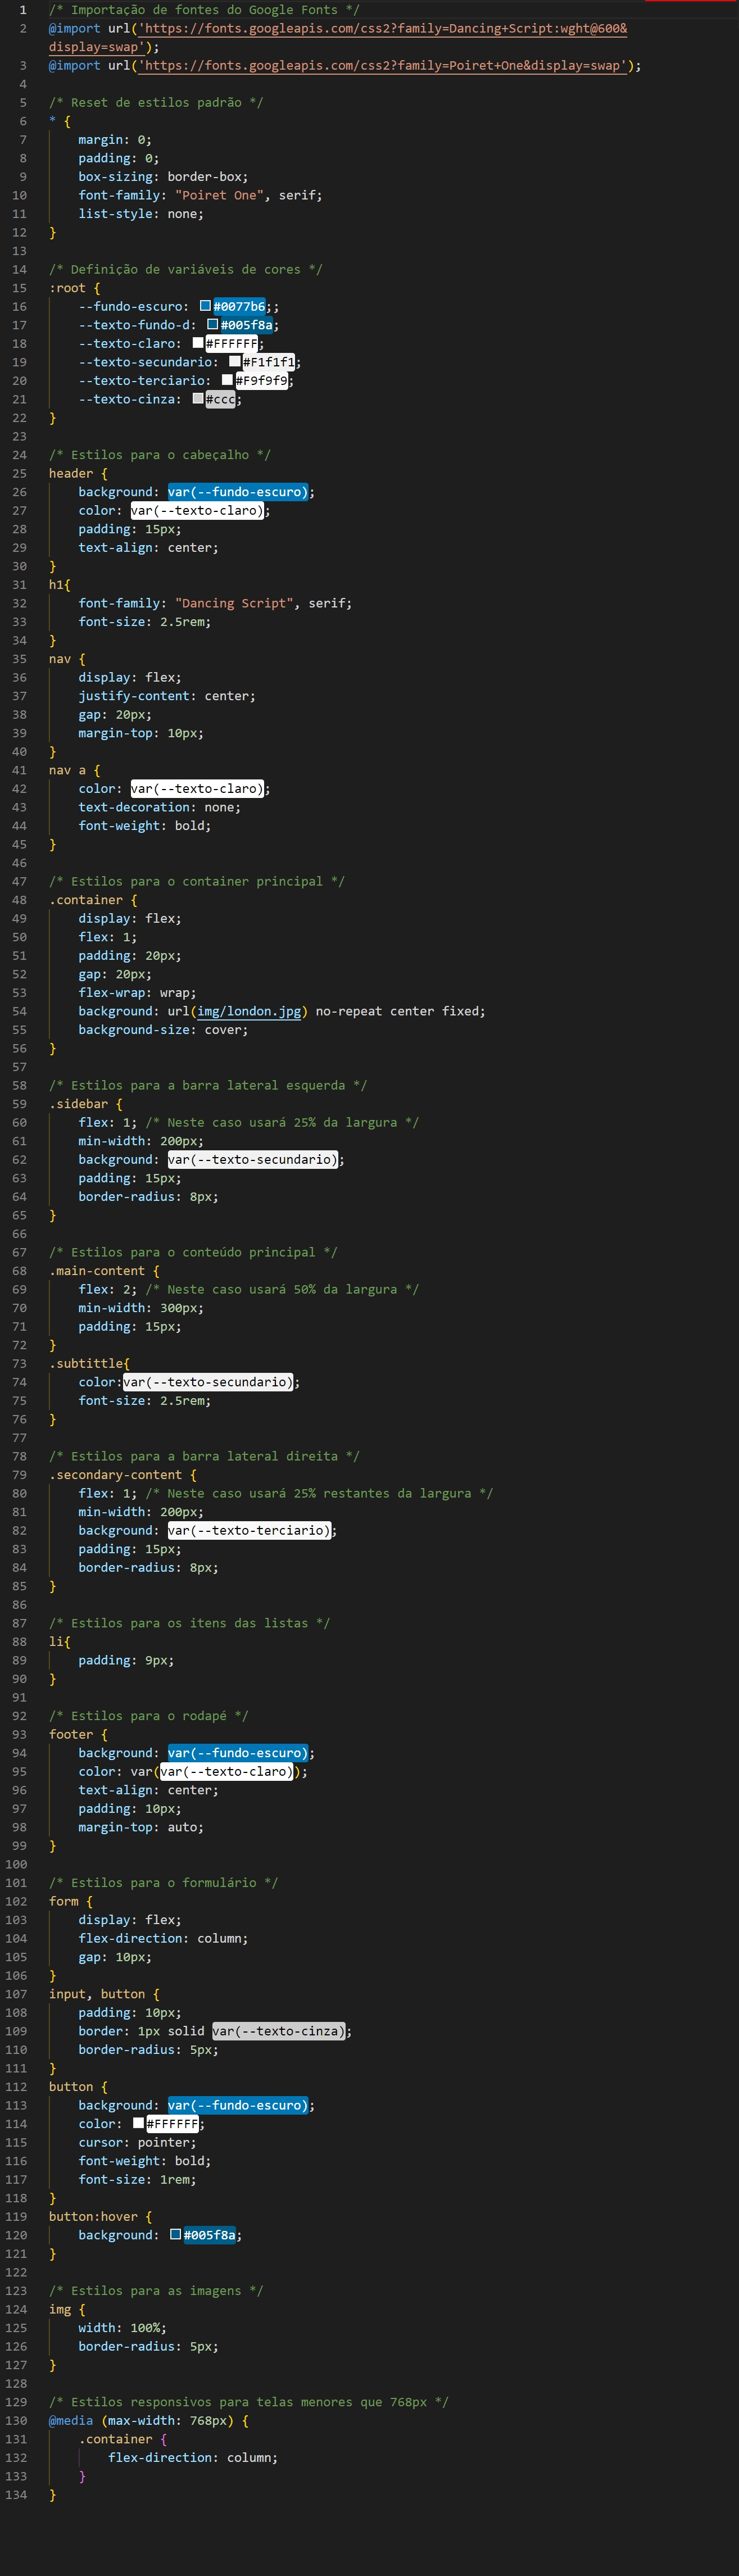 1 /* Importação de fontes do Google Fonts */
2 @import url('https://fonts.googleapis.com/css2?family=Dancing+Script:wght@600&
display=swap');
3 @import url('https://fonts.googleapis.com/css2?family=Poiret+One&display=swap');
4
5 /* Reset de estilos padrão */
6 * {
7 margin: 0;
8 padding: 0;
9 box-sizing: border-box;
10 font-family: "Poiret One", serif;
11 list-style: none;
12 }
13
14 /* Definição de variáveis de cores */
15 :root {
16 --fundo-escuro: #0077b6;;
17 --texto-fundo-d: #005f8a;
18 --texto-claro: #FFFFFF;
19 --texto-secundario: #F1f1f1;
20 --texto-terciario: #F9f9f9;
21 --texto-cinza: #ccc;
22 }
23
24 /* Estilos para o cabeçalho */
25 header {
26 background: var(--fundo-escuro);
27 color: var(--texto-claro);
28 padding: 15px;
29 text-align: center;
30 }
31 h1{
32 font-family: "Dancing Script", serif;
33 font-size: 2.5rem;
34 }
35 nav {
36 display: flex;
37 justify-content: center;
38 gap: 20px;
39 margin-top: 10px;
40 }
41 nav a {
42 color: var(--texto-claro);
43 text-decoration: none;
44 font-weight: bold;
45 }
46
47 /* Estilos para o container principal */
48 .container {
49 display: flex;
50 flex: 1;
51 padding: 20px;
52 gap: 20px;
53 flex-wrap: wrap;
54 background: url(img/london.jpg) no-repeat center fixed;
55 background-size: cover;
56 }
57
58 /* Estilos para a barra lateral esquerda */
59 .sidebar {
60 flex: 1; /* Neste caso usará 25% da largura */
61 min-width: 200px;
62 background: var(--texto-secundario);
63 padding: 15px;
64 border-radius: 8px;
65 }
66
67 /* Estilos para o conteúdo principal */
68 .main-content {
69 flex: 2; /* Neste caso usará 50% da largura */
70 min-width: 300px;
71 padding: 15px;
72 }
73 .subtittle{
74 color:var(--texto-secundario);
75 font-size: 2.5rem;
76 }
77
78 /* Estilos para a barra lateral direita */
79 .secondary-content {
80 flex: 1; /* Neste caso usará 25% restantes da largura */
81 min-width: 200px;
82 background: var(--texto-terciario);
83 padding: 15px;
84 border-radius: 8px;
85 }
86
87 /* Estilos para os itens das listas */
88 li{
89 padding: 9px;
90 }
91
92 /* Estilos para o rodapé */
93 footer {
94 background: var(--fundo-escuro);
95 color: var(var(--texto-claro));
96 text-align: center;
97 padding: 10px;
98 margin-top: auto;
99 }
100
101 /* Estilos para o formulário */
102 form {
103 display: flex;
104 flex-direction: column;
105 gap: 10px;
106 }
107 input, button {
108 padding: 10px;
109 border: 1px solid var(--texto-cinza);
110 border-radius: 5px;
111 }
112 button {
113 background: var(--fundo-escuro);
114 color: #FFFFFF;
115 cursor: pointer;
116 font-weight: bold;
117 font-size: 1rem;
118 }
119 button:hover {
120 background: #005f8a;
121 }
122
123 /* Estilos para as imagens */
124 img {
125 width: 100%;
126 border-radius: 5px;
127 }
128
129 /* Estilos responsivos para telas menores que 768px */
130 @media (max-width: 768px) {
131 .container {
132 flex-direction: column;
133 }
134 }